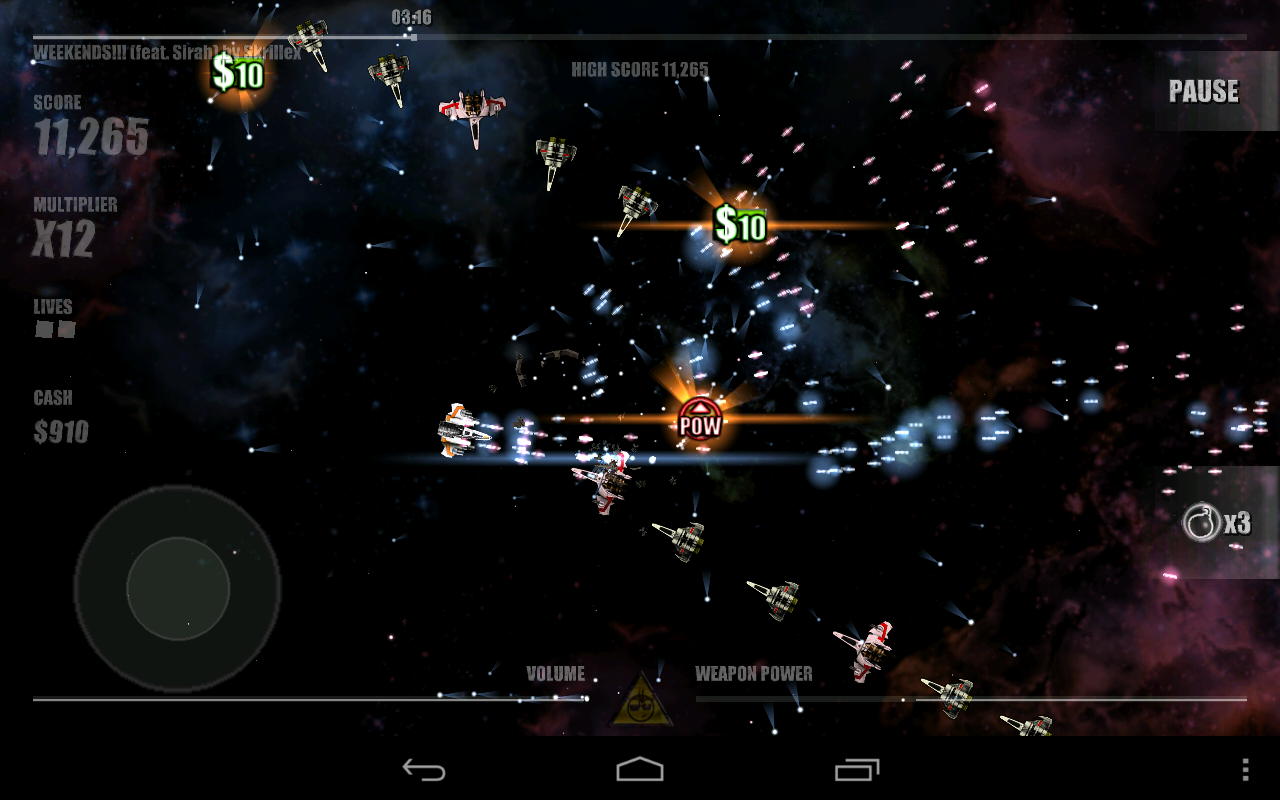 03:16
WEEKENDS!!! (feat. Sirah) by Skrillex
$10
HIGH SCORE 11,265
PAUSE
SCORE
11,265
MULTIPLIER
X12
$10
LIVES
CASH
$910
POW
x3
VOLUME
WEAPON POWER